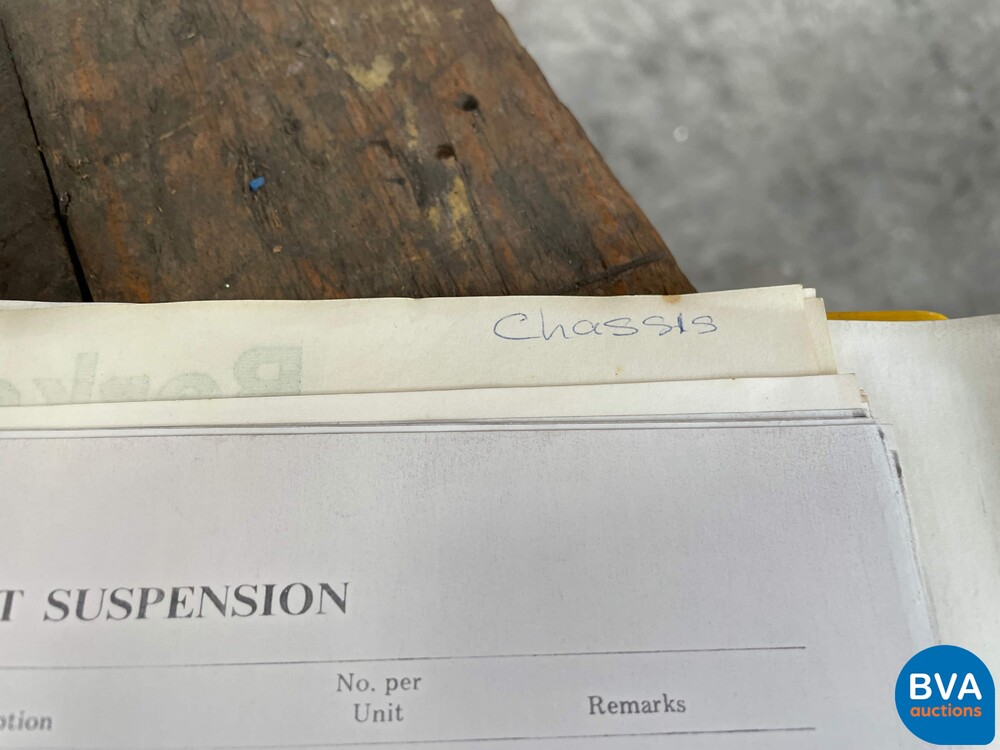 Chassis
T SUSPENSION
No. per
Unit
Remarks
ption
BVA
auctions